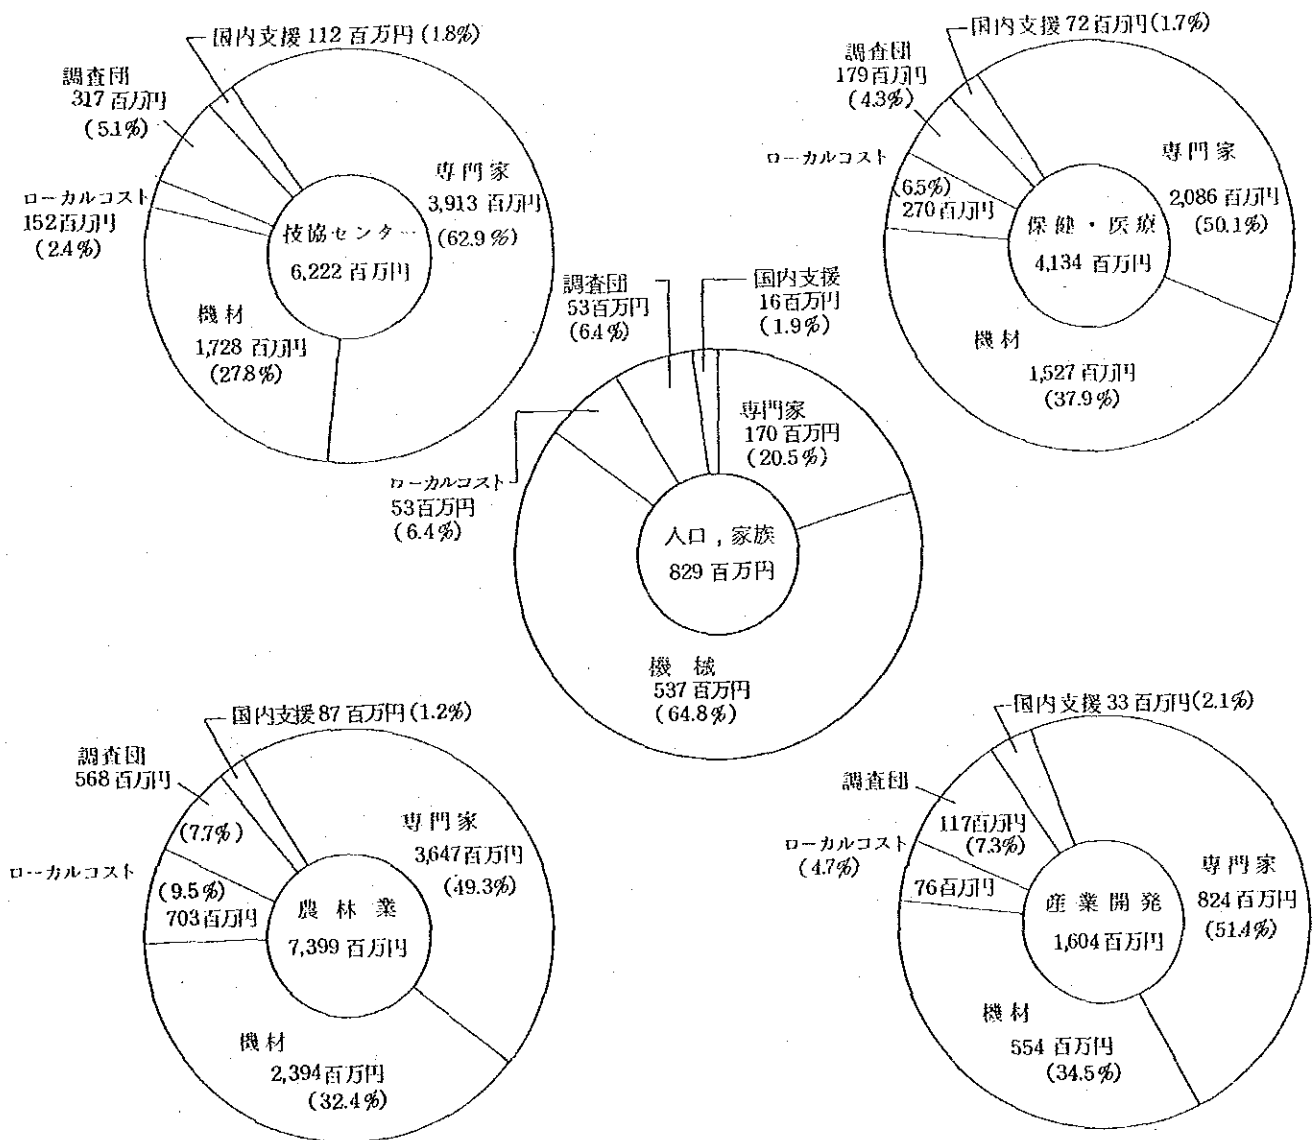 国内支援 112 百万円 (1.8%)
調査団
317 百万円
(5.1%)
ローカルコスト
152百万円
(2.4%)
専門家
3,913 百万円
(62.9%)
技協センター
6,222 百万円
機材
1,728 百万円
(27.8%)
国内支援 72百万円(1.7%)
調査団
179百万円
(4.3%)
ローカルコスト
(6.5%)
270百万円
専門家
2,086 百万円
(50.1%)
保健・医療
4,134 百万円
機材
1,527 百万円
(37.9%)
調査団
53百万円
(6.4%)
国内支援
16百万円
(1.9%)
専門家
170 百万円
(20.5%)
ローカルコスト
53百万円
(6.4%)
人口,家族
829 百万円
機械
537 百万円
(64.8%)
国内支援 87 百万円 (1.2%)
調査団
568 百万円
(7.7%)
ローカルコスト
(9.5%)
703百万円
専門家
3,647百万円
(49.3%)
農林業
7,399 百万円
機材
2,394百万円
(32.4%)
国内支援 33 百万円(2.1%)
調査団
117百万円
(7.3%)
ローカルコスト
(4.7%)
76百万円
専門家
824百万円
(51.4%)
産業開発
1,604百万円
機材
554 百万円
(34.5%)